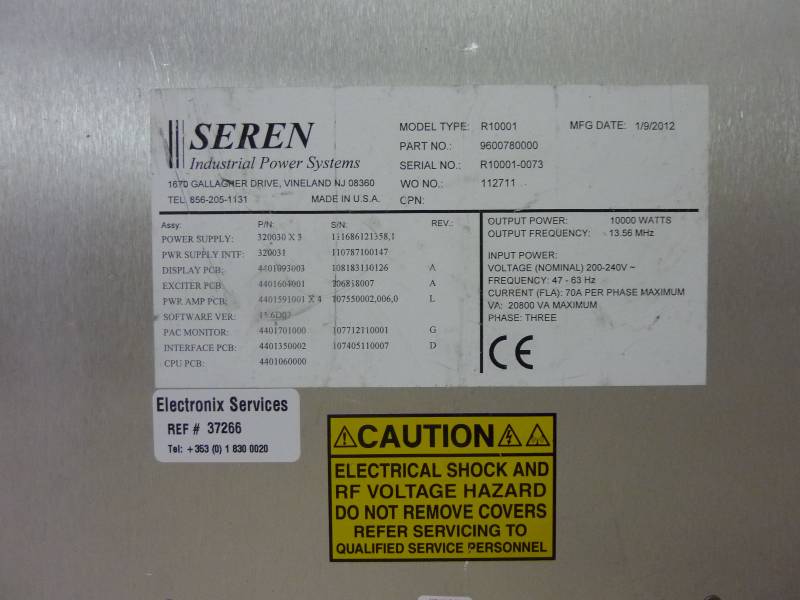 SEREN
Industrial Power Systems
1670 GALLAGHER DRIVE, VINELAND NJ 08360
TEL 856-205-1131 MADE IN U.S.A.
MODEL TYPE: R10001 MFG DATE: 1/9/2012
PART NO.: 9600780000
SERIAL NO.: R10001-0073
WO NO.: 112711
CPN:
Assy: P/N: S/N: REV.:
POWER SUPPLY: 320030 X 3
PWR SUPPLY INTF: 320031 110787100147
DISPLAY PCB: 4401093003 108183110126 A
EXCITER PCB: 4401604001 A
PWR AMP PCB: 4401591001 X 4 107550002,006,0 L
SOFTWARE VER:
PAC MONITOR: 4401701000 107712110001 G
INTERFACE PCB: 4401350002 107405110007 D
CPU PCB: 4401060000
OUTPUT POWER: 10000 WATTS
OUTPUT FREQUENCY: 13.56 MHz
INPUT POWER:
VOLTAGE (NOMINAL) 200-240V ~
FREQUENCY: 47 - 63 Hz
CURRENT (FLA): 70A PER PHASE MAXIMUM
VA: 20800 VA MAXIMUM
PHASE: THREE
CE
Electronix Services
REF # 37266
Tel: +353 (0) 1 830 0020
CAUTION
ELECTRICAL SHOCK AND
RF VOLTAGE HAZARD
DO NOT REMOVE COVERS
REFER SERVICING TO
QUALIFIED SERVICE PERSONNEL